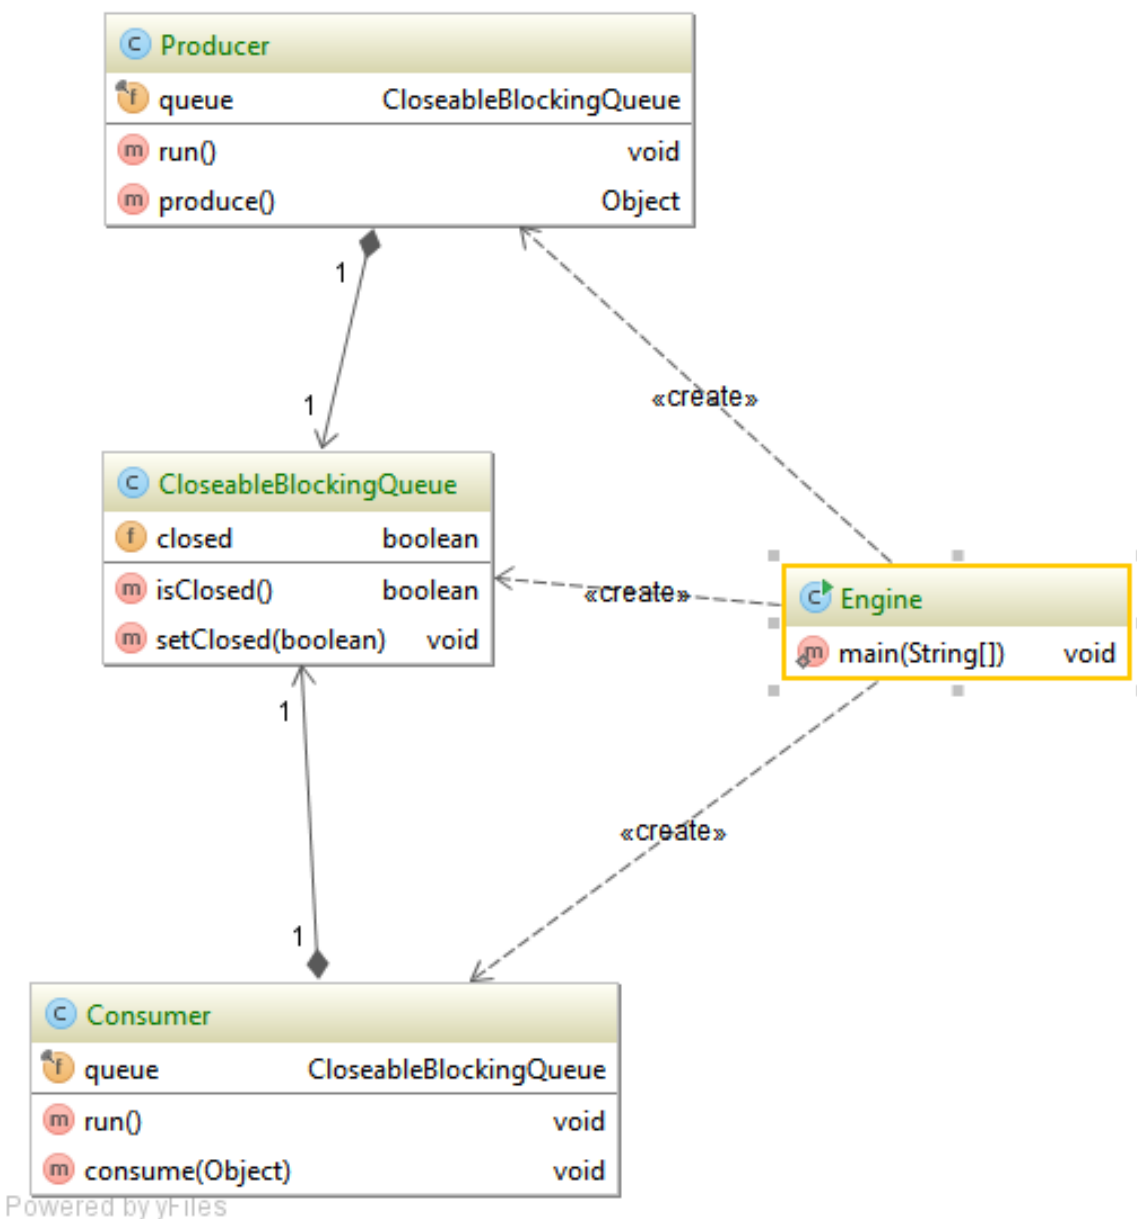 Producer
queue CloseableBlockingQueue
run() void
produce() Object
1
«create»
1
CloseableBlockingQueue
closed boolean
isClosed() boolean
setClosed(boolean) void
«create»
Engine
main(String[]) void
1
«create»
1
Consumer
queue CloseableBlockingQueue
run() void
consume(Object) void
Powered by yFiles